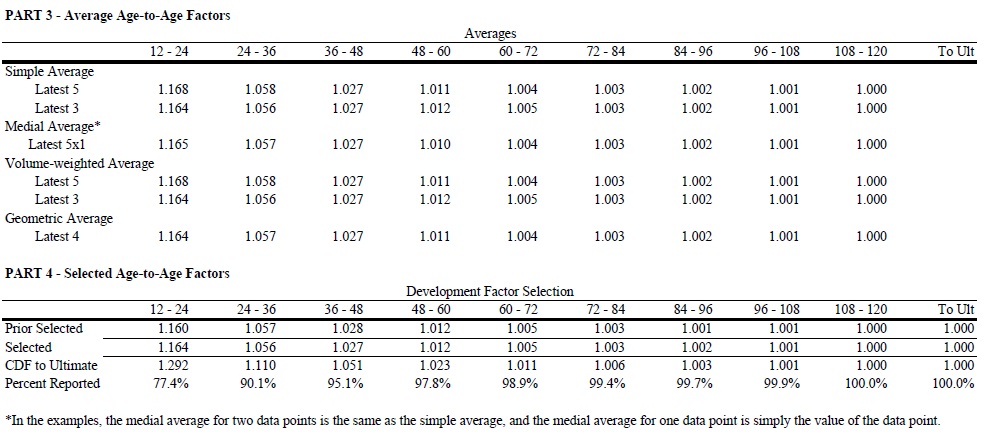 PART 3 - Average Age-to-Age Factors
Averages
12 - 24 24 - 36 36 - 48 48 - 60 60 - 72 72 - 84 84 - 96 96 - 108 108 - 120 To Ult
Simple Average
Latest 5 1.168 1.058 1.027 1.011 1.004 1.003 1.002 1.001 1.000
Latest 3 1.164 1.056 1.027 1.012 1.005 1.003 1.002 1.001 1.000
Medial Average*
Latest 5x1 1.165 1.057 1.027 1.010 1.004 1.003 1.002 1.001 1.000
Volume-weighted Average
Latest 5 1.168 1.058 1.027 1.011 1.004 1.003 1.002 1.001 1.000
Latest 3 1.164 1.056 1.027 1.012 1.005 1.003 1.002 1.001 1.000
Geometric Average
Latest 4 1.164 1.057 1.027 1.011 1.004 1.003 1.002 1.001 1.000
PART 4 - Selected Age-to-Age Factors
Development Factor Selection
12 - 24 24 - 36 36 - 48 48 - 60 60 - 72 72 - 84 84 - 96 96 - 108 108 - 120 To Ult
Prior Selected 1.160 1.057 1.028 1.012 1.005 1.003 1.001 1.001 1.000 1.000
Selected 1.164 1.056 1.027 1.012 1.005 1.003 1.002 1.001 1.000 1.000
CDF to Ultimate 1.292 1.110 1.051 1.023 1.011 1.006 1.003 1.001 1.000 1.000
Percent Reported 77.4% 90.1% 95.1% 97.8% 98.9% 99.4% 99.7% 99.9% 100.0% 100.0%
*In the examples, the medial average for two data points is the same as the simple average, and the medial average for one data point is simply the value of the data point.